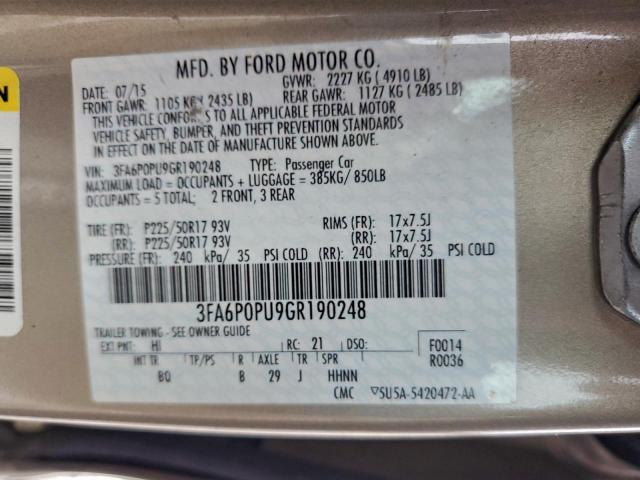 MFD. BY FORD MOTOR CO.
DATE: 07/15 GVWR: 2227 KG ( 4910 LB)
FRONT GAWR: 1105 KG ( 2435 LB) REAR GAWR: 1127 KG ( 2485 LB)
THIS VEHICLE CONFORMS TO ALL APPLICABLE FEDERAL MOTOR
VEHICLE SAFETY, BUMPER, AND THEFT PREVENTION STANDARDS
IN EFFECT ON THE DATE OF MANUFACTURE SHOWN ABOVE.
VIN: 3FA6P0PU9GR190248 TYPE: Passenger Car
MAXIMUM LOAD = OCCUPANTS + LUGGAGE = 385KG/ 850LB
OCCUPANTS = 5 TOTAL; 2 FRONT, 3 REAR
TIRE (FR): P225/50R17 93V RIMS (FR): 17x7.5J
(RR): P225/50R17 93V (RR): 17x7.5J
PRESSURE (FR): 240 kPa/ 35 PSI COLD (RR): 240 kPa/ 35 PSI COLD
3FA6P0PU9GR190248
TRAILER TOWING - SEE OWNER GUIDE
EXT PNT: HI RC: 21 DSO: F0014
R0036
INT TR TP/PS R AXLE TR SPR
BO B 29 J HHNN
CMC ▽5U5A-5420472-AA
N